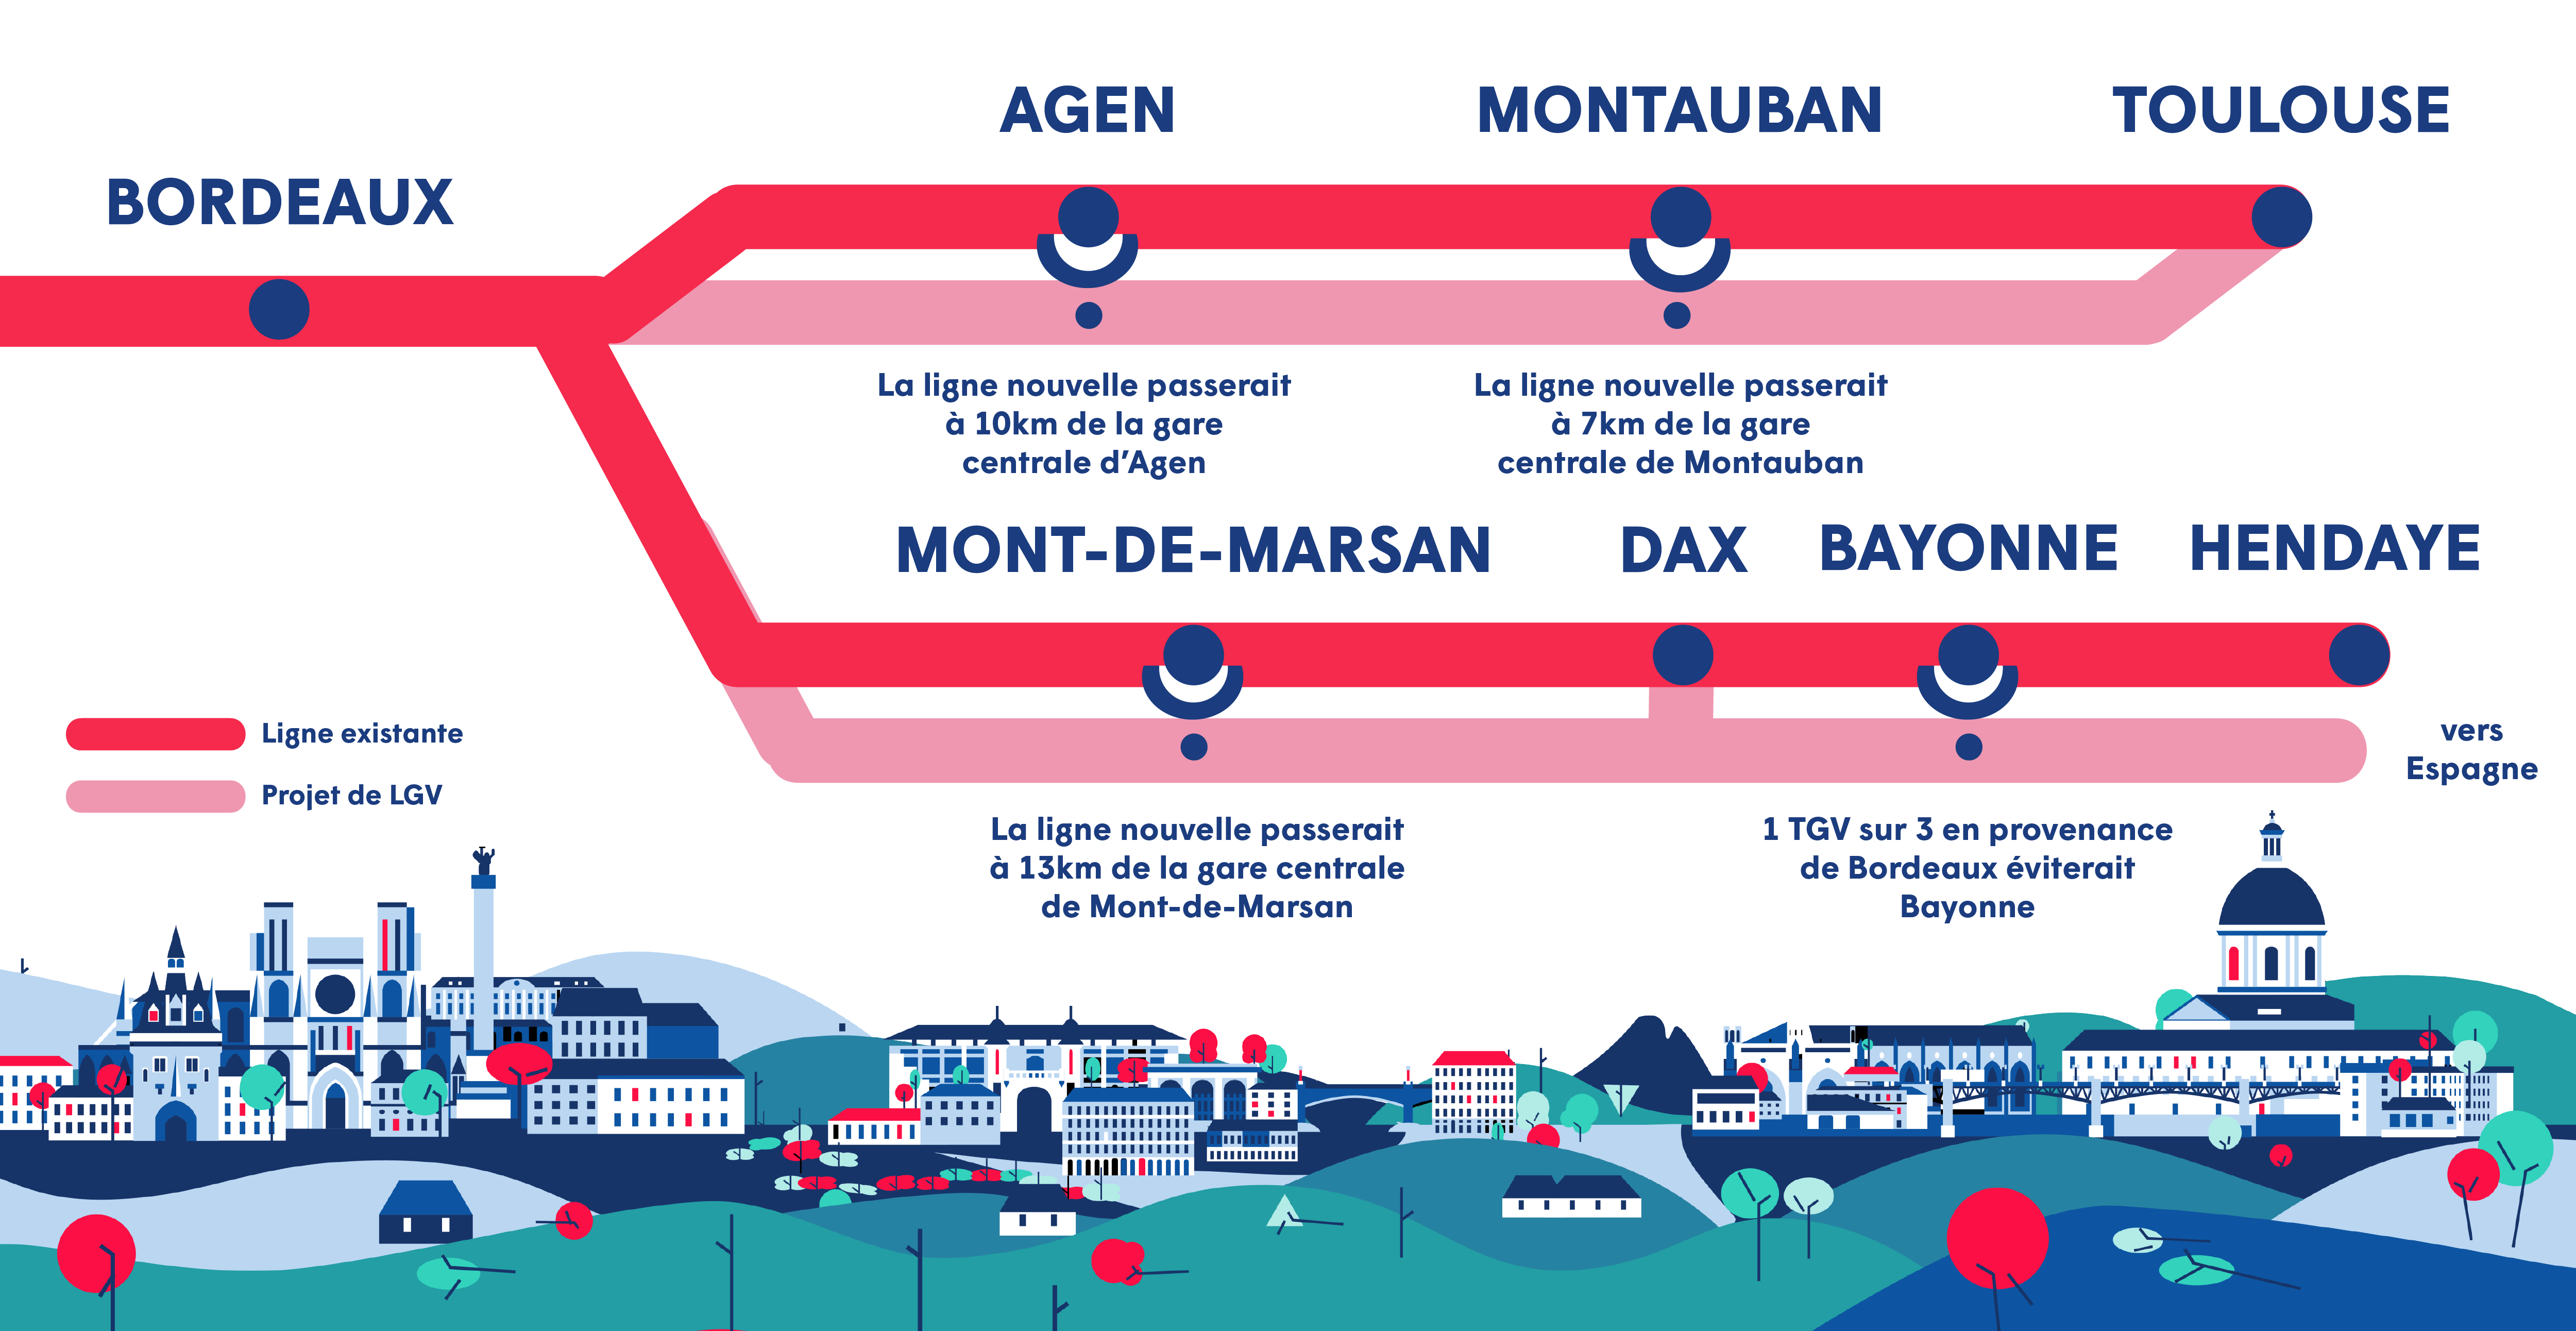 AGEN
MONTAUBAN
TOULOUSE
BORDEAUX
La ligne nouvelle passerait
à 10km de la gare
centrale d’Agen
La ligne nouvelle passerait
à 7km de la gare
centrale de Montauban
MONT-DE-MARSAN
DAX
BAYONNE
HENDAYE
Ligne existante
Projet de LGV
vers
Espagne
La ligne nouvelle passerait
à 13km de la gare centrale
de Mont-de-Marsan
1 TGV sur 3 en provenance
de Bordeaux éviterait
Bayonne